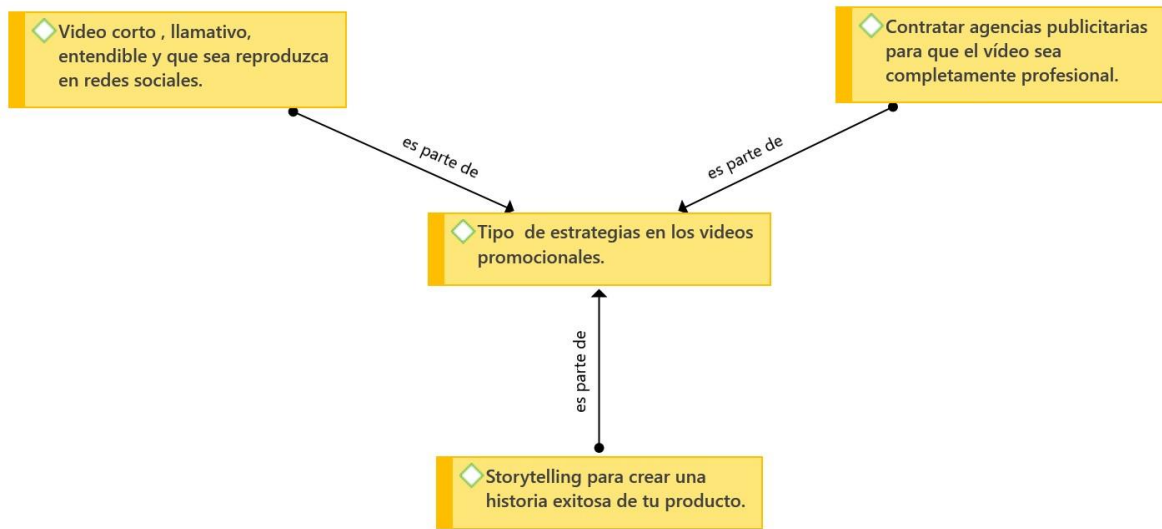 Video corto , llamativo,
entendible y que sea reproduzca
en redes sociales.
Contratar agencias publicitarias
para que el vídeo sea
completamente profesional.
es parte de
es parte de
Tipo  de estrategias en los videos
promocionales.
es parte de
Storytelling para crear una
historia exitosa de tu producto.